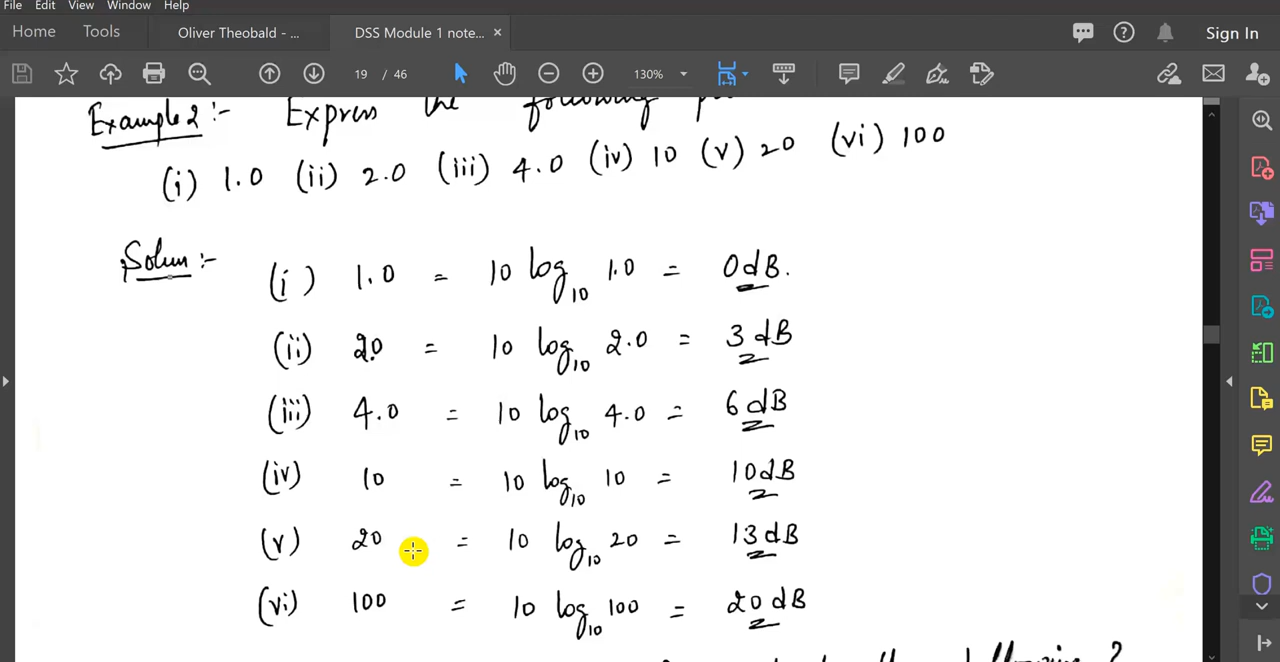 File Edit View Window Help
Home Tools Oliver Theobald - ... DSS Module 1 note... × Sign In
19 / 46 130%
Example 2 :- Express the following
(i) 1.0 (ii) 2.0 (iii) 4.0 (iv) 10 (v) 20 (vi) 100
Solun :-
(i) 1.0 = 10 log10 1.0 = 0dB.
(ii) 2.0 = 10 log10 2.0 = 3 dB
(iii) 4.0 = 10 log10 4.0 = 6 dB
(iv) 10 = 10 log10 10 = 10dB
(v) 20 = 10 log10 20 = 13 dB
(vi) 100 = 10 log10 100 = 20 dB